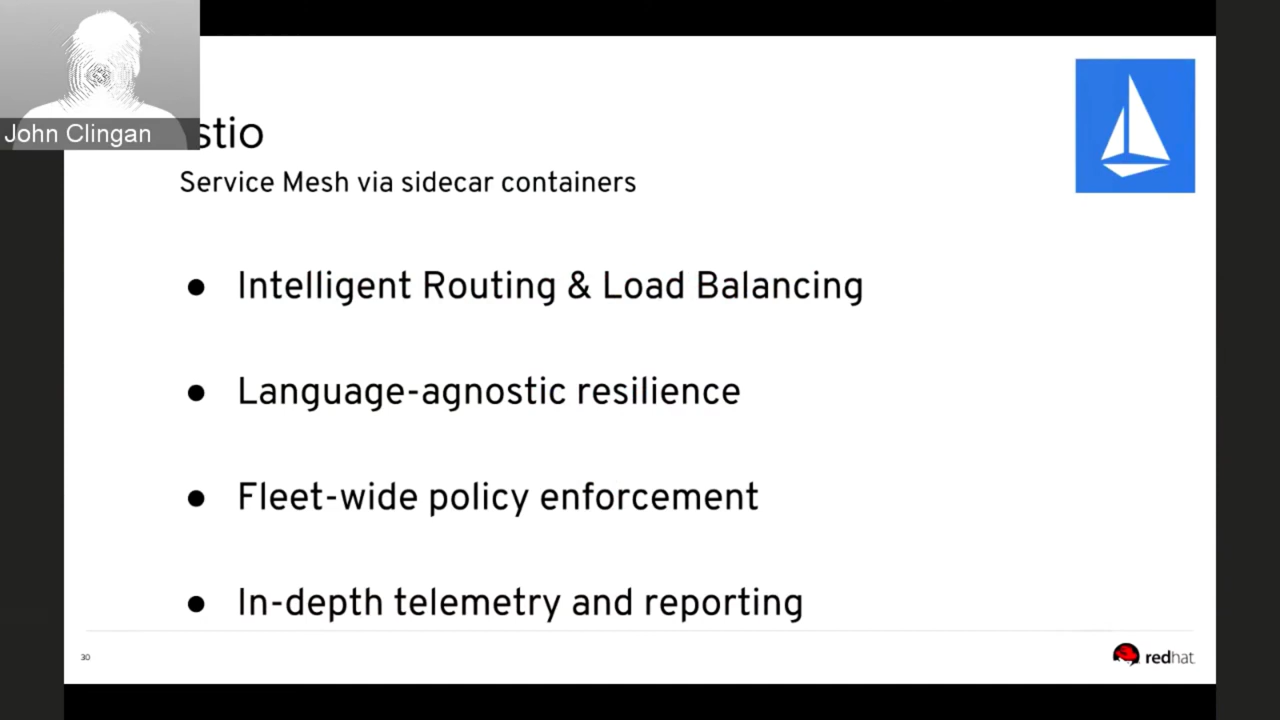 John Clingan
stio
Service Mesh via sidecar containers
● Intelligent Routing & Load Balancing
● Language-agnostic resilience
● Fleet-wide policy enforcement
● In-depth telemetry and reporting
30
redhat